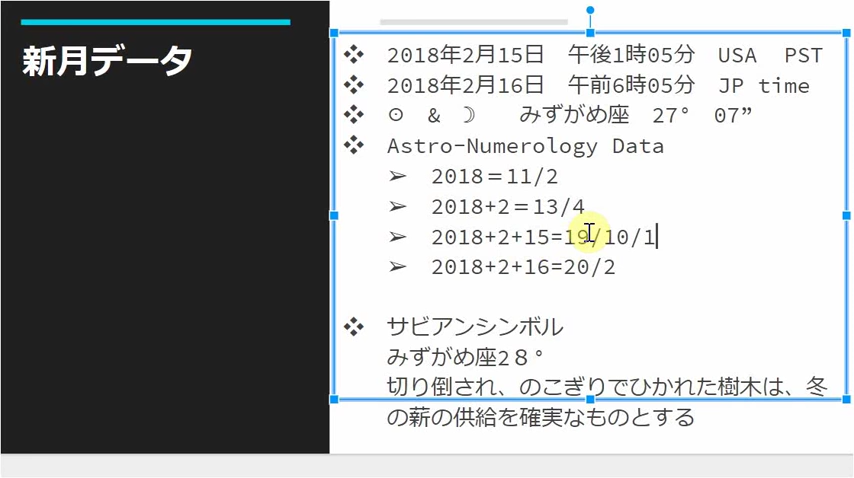 新月データ
❖ 2018年2月15日　午後1時05分　USA　PST
❖ 2018年2月16日　午前6時05分　JP time
❖ ☉ & ☽　みずがめ座　27°　07”
❖ Astro-Numerology Data
➢ 2018＝11/2
➢ 2018+2＝13/4
➢ 2018+2+15=19/10/1
➢ 2018+2+16=20/2
❖ サビアンシンボル
みずがめ座2８°
切り倒され、のこぎりでひかれた樹木は、冬
の薪の供給を確実なものとする